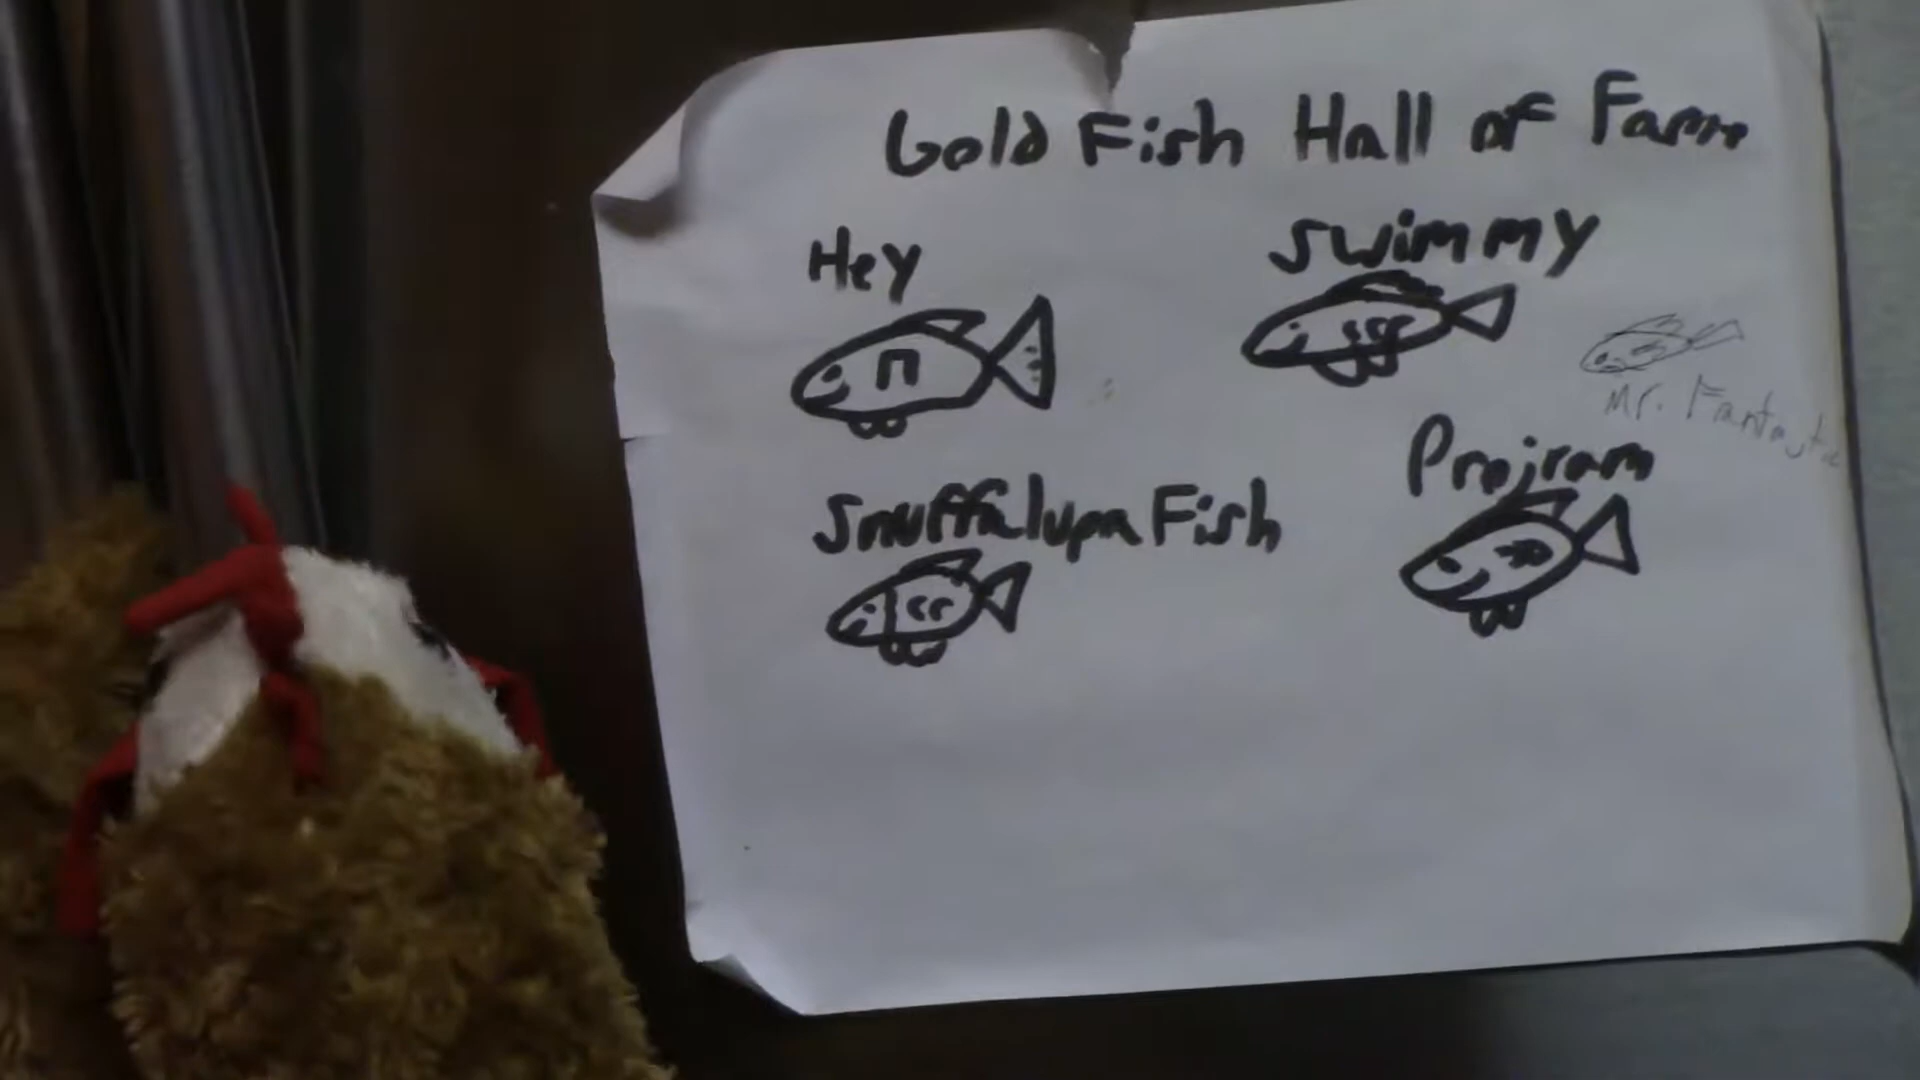 Gold Fish Hall of Fame
Hey
Swimmy
Mr. Fantastic
Snuffalupa Fish
Projram